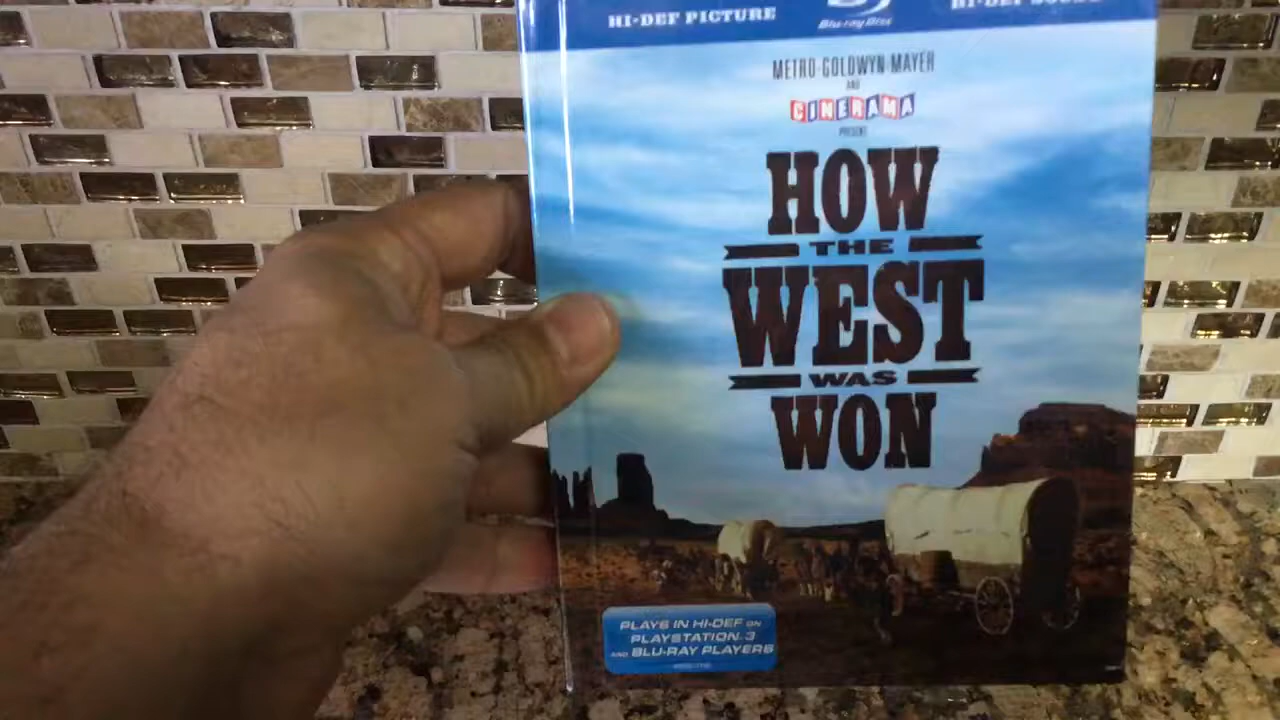 HI-DEF PICTURE
Blu-ray Disc
HI-DEF SOUND
METRO-GOLDWYN-MAYER
AND
CINERAMA
PRESENT
HOW
THE
WEST
WAS
WON
PLAYS IN HI-DEF ON
PLAYSTATION 3
AND BLU-RAY PLAYERS